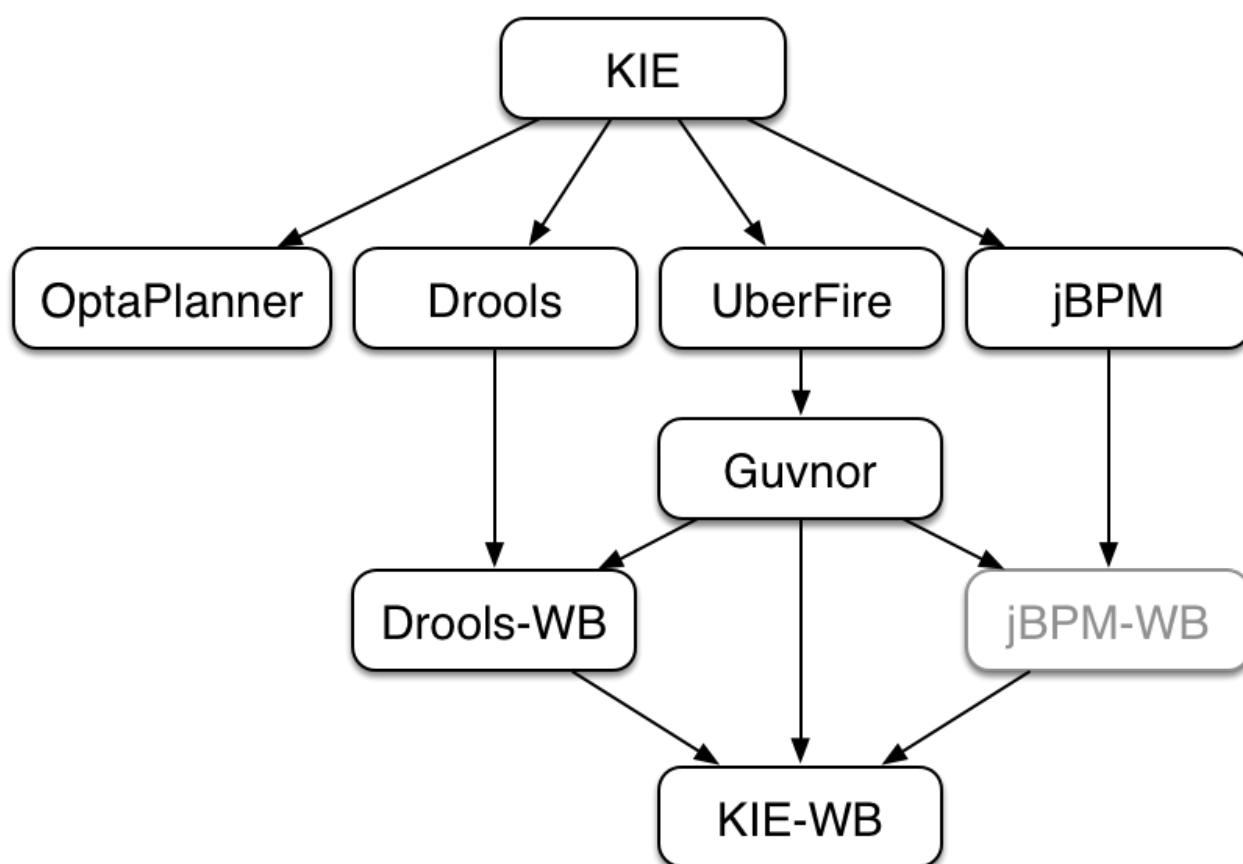 KIE
OptaPlanner
Drools
UberFire
jBPM
Guvnor
Drools-WB
jBPM-WB
KIE-WB